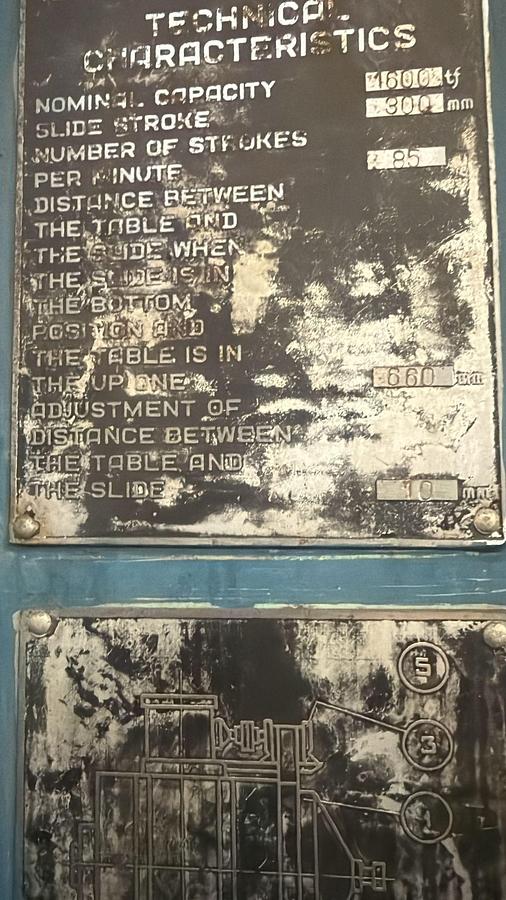 TECHNICAL
CHARACTERISTICS
NOMINAL CAPACITY 1600 tf
SLIDE STROKE 300 mm
NUMBER OF STROKES
PER MINUTE 85
DISTANCE BETWEEN
THE TABLE AND
THE SLIDE WHEN
THE SLIDE IS IN
THE BOTTOM
POSITION AND
THE TABLE IS IN
THE UP ONE 660 mm
ADJUSTMENT OF
DISTANCE BETWEEN
THE TABLE AND
THE SLIDE 10 mm
5
3
1